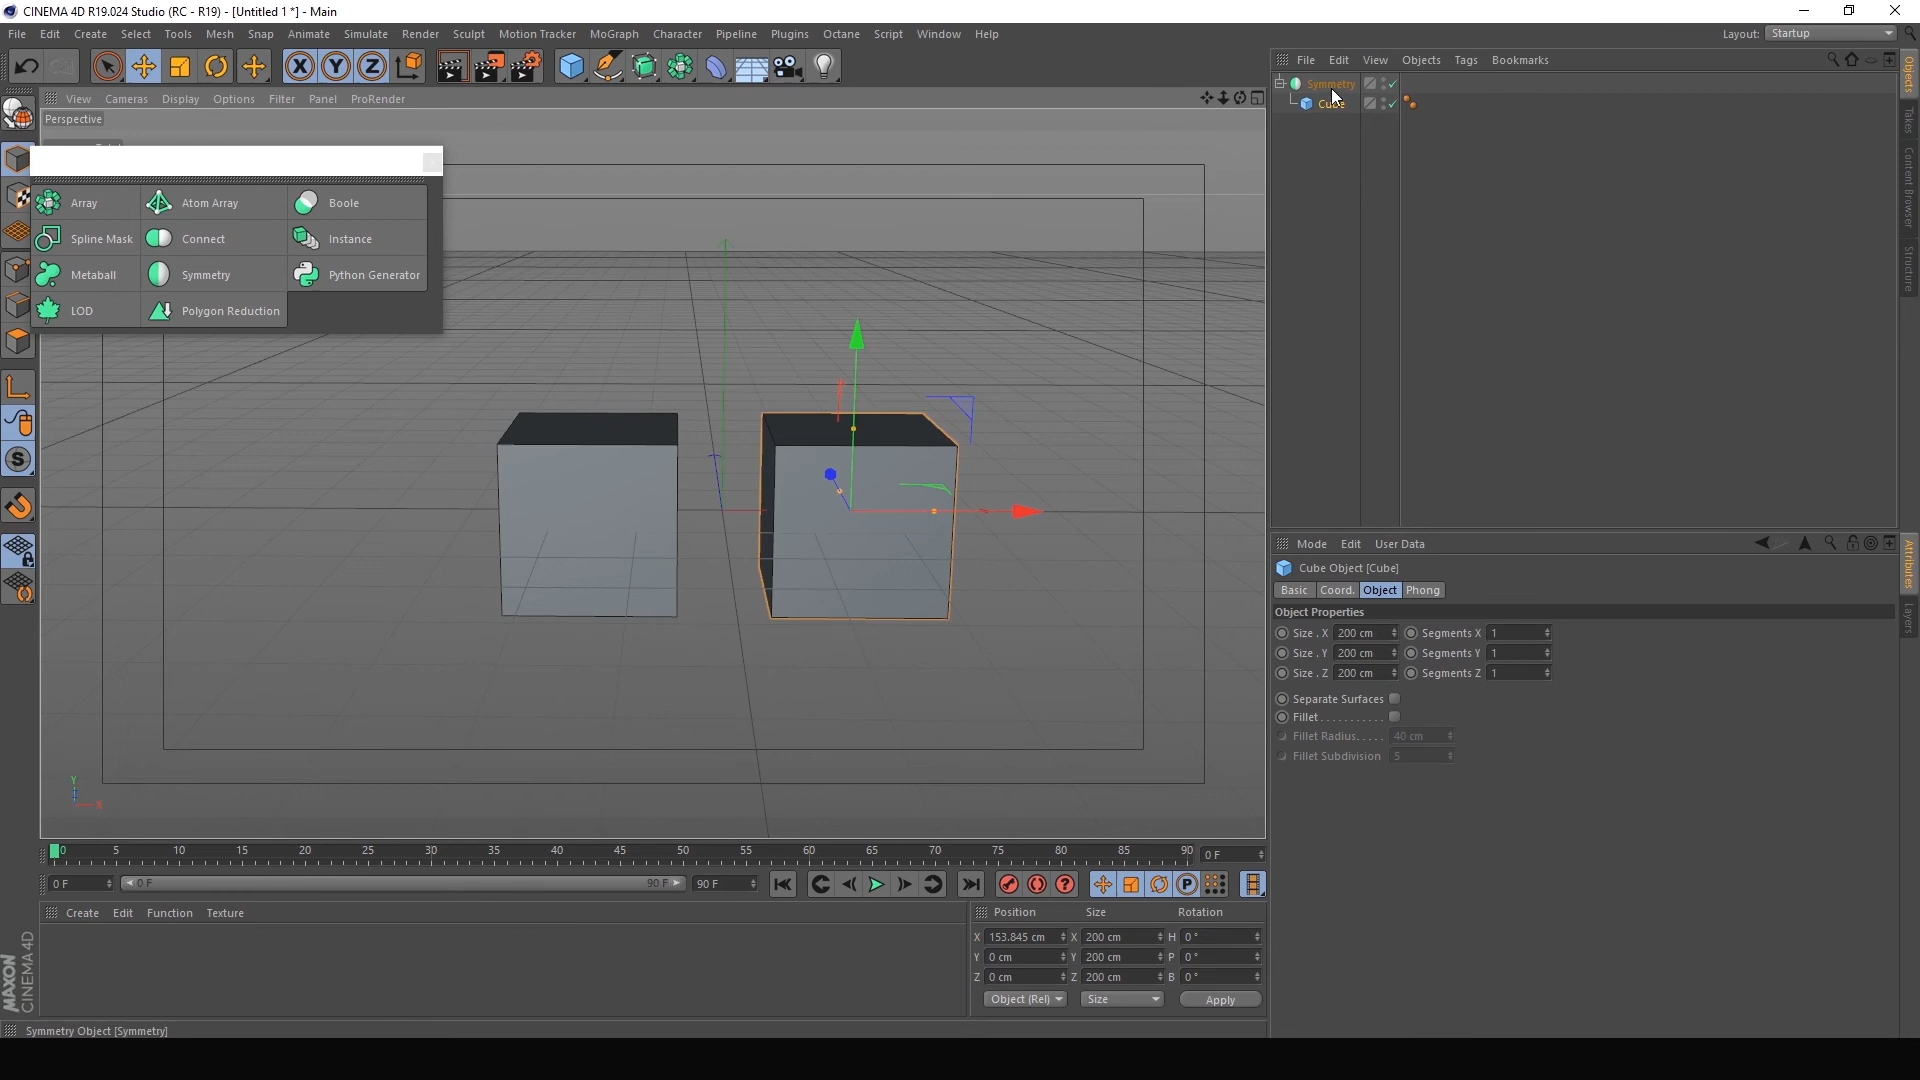 CINEMA 4D R19.024 Studio (RC - R19) - [Untitled 1 *] - Main
File Edit Create Select Tools Mesh Snap Animate Simulate Render Sculpt Motion Tracker MoGraph Character Pipeline Plugins Octane Script Window Help
Layout: Startup
X Y Z
File Edit View Objects Tags Bookmarks
View Cameras Display Options Filter Panel ProRender
Perspective
Symmetry
Cube
Array Atom Array Boole
Spline Mask Connect Instance
Metaball Symmetry Python Generator
LOD Polygon Reduction
S
Y
X
Objects
Takes
Content Browser
Structure
Mode Edit User Data
Cube Object [Cube]
Basic Coord. Object Phong
Object Properties
Size . X 200 cm Segments X 1
Size . Y 200 cm Segments Y 1
Size . Z 200 cm Segments Z 1
Separate Surfaces
Fillet . . . . . . . . . . .
Fillet Radius. . . . . 40 cm
Fillet Subdivision 5
Attributes
Layers
0 5 10 15 20 25 30 35 40 45 50 55 60 65 70 75 80 85 90 0 F
0 F 0 F 90 F 90 F
P
Create Edit Function Texture
Position Size Rotation
X 153.845 cm X 200 cm H 0 °
Y 0 cm Y 200 cm P 0 °
Z 0 cm Z 200 cm B 0 °
Object (Rel) Size Apply
MAXON
CINEMA 4D
Symmetry Object [Symmetry]